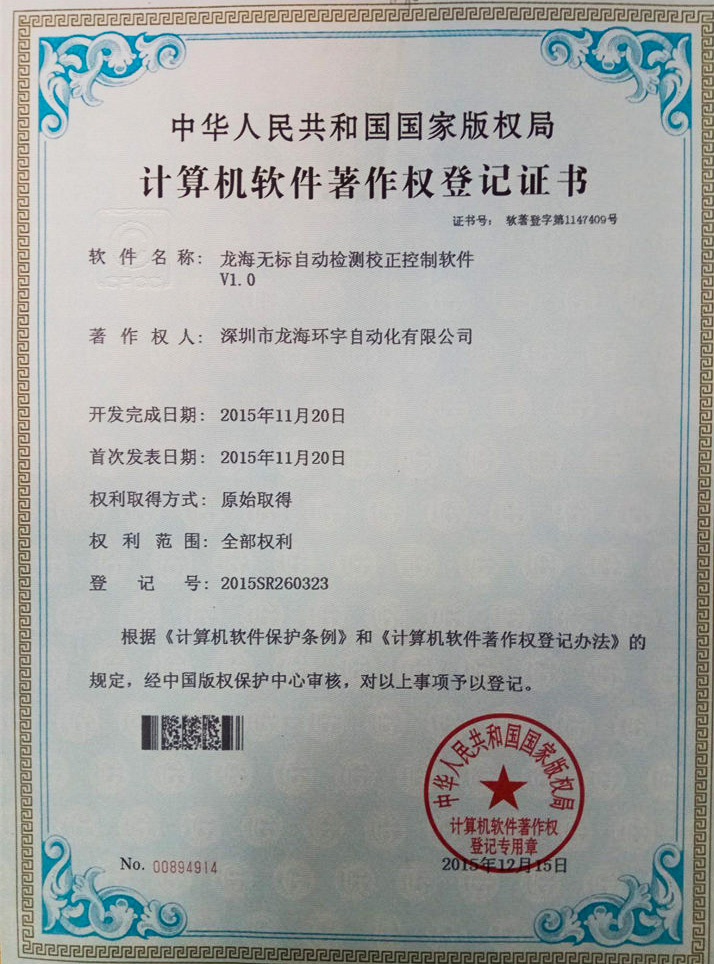 中华人民共和国国家版权局
计算机软件著作权登记证书
证书号： 软著登字第1147409号
软件名称： 龙海无标自动检测校正控制软件
V1.0
著作权人： 深圳市龙海环宇自动化有限公司
开发完成日期： 2015年11月20日
首次发表日期： 2015年11月20日
权利取得方式： 原始取得
权利范围： 全部权利
登记号： 2015SR260323
根据《计算机软件保护条例》和《计算机软件著作权登记办法》的
规定，经中国版权保护中心审核，对以上事项予以登记。
中华人民共和国国家版权局
计算机软件著作权
登记专用章
No. 00894914
2015年12月15日